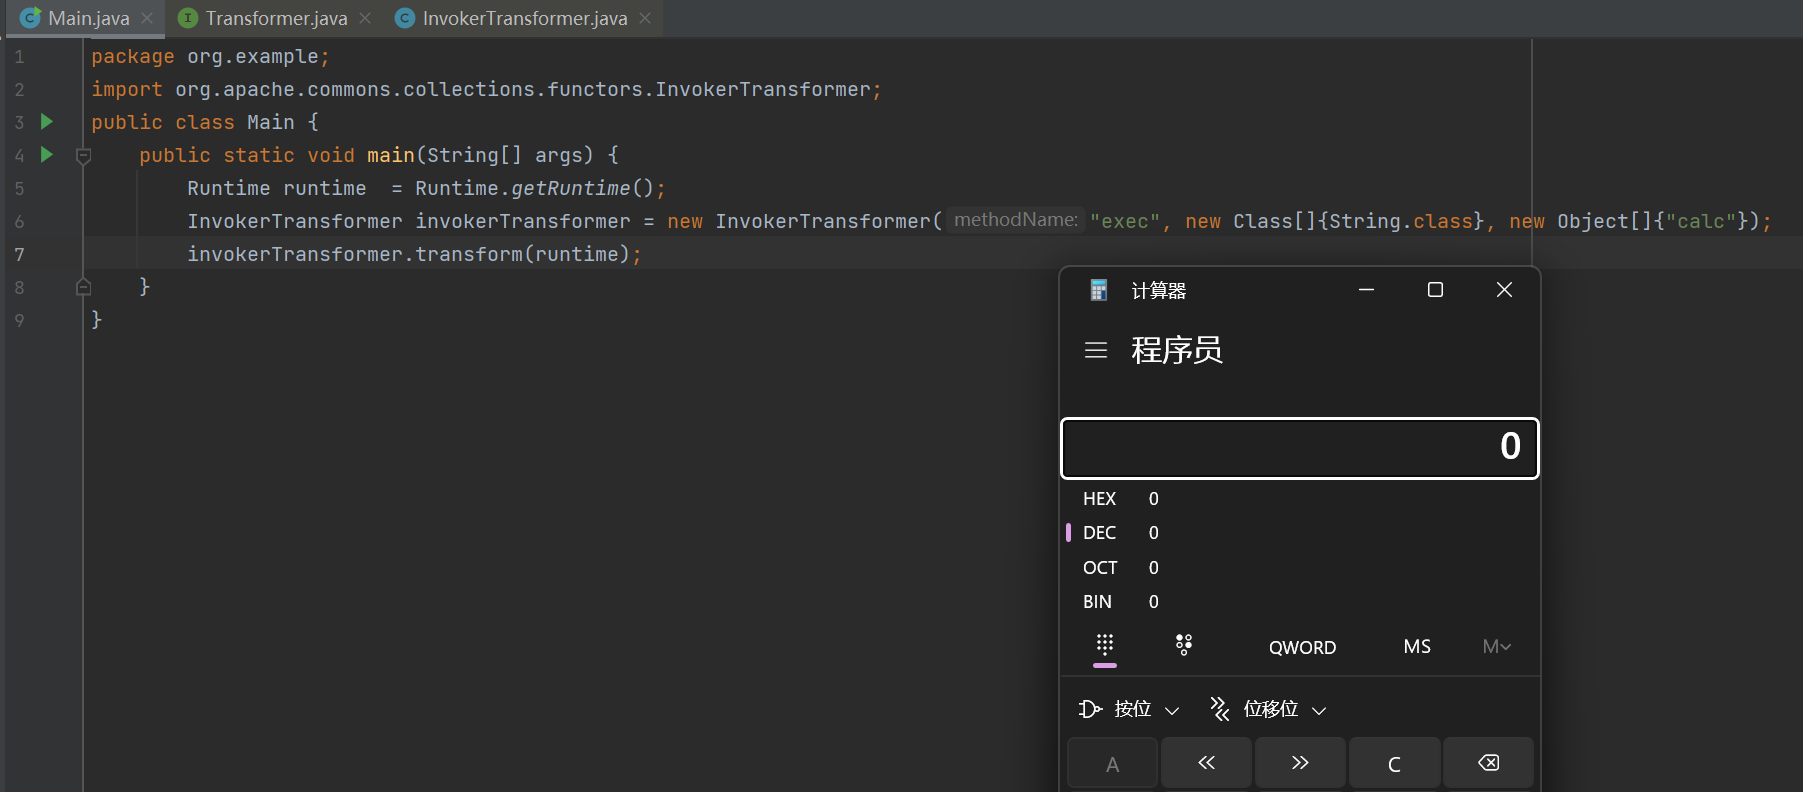 Main.java Transformer.java InvokerTransformer.java
1 package org.example;
2 import org.apache.commons.collections.functors.InvokerTransformer;
3 public class Main {
4 public static void main(String[] args) {
5 Runtime runtime  = Runtime.getRuntime();
6 InvokerTransformer invokerTransformer = new InvokerTransformer( methodName: "exec", new Class[]{String.class}, new Object[]{"calc"});
7 invokerTransformer.transform(runtime);
8 }
9 }
计算器
程序员
0
HEX 0
DEC 0
OCT 0
BIN 0
QWORD MS M
按位 位移位
A C